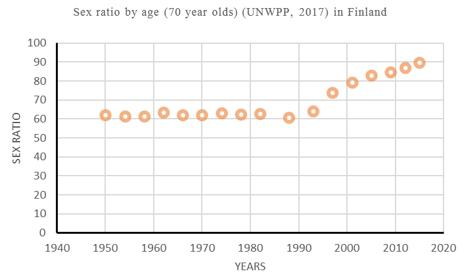 Sex ratio by age (70 year olds) (UNWPP, 2017) in Finland
100
90
80
70
60
50
40
30
20
10
0
SEX RATIO
1940 1950 1960 1970 1980 1990 2000 2010 2020
YEARS